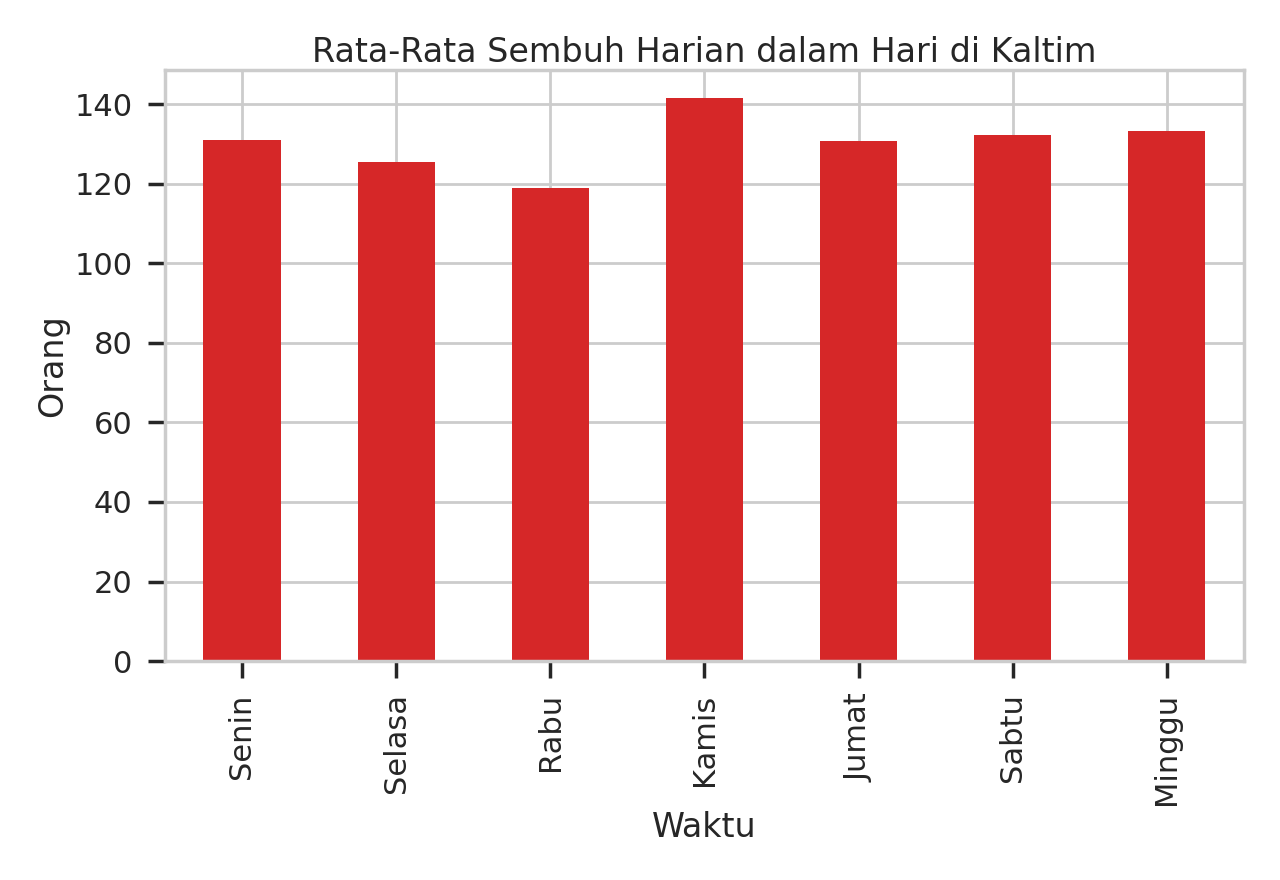 Rata-Rata Sembuh Harian dalam Hari di Kaltim
140
120
100
80
60
40
20
0
Orang
Senin
Selasa
Rabu
Kamis
Jumat
Sabtu
Minggu
Waktu